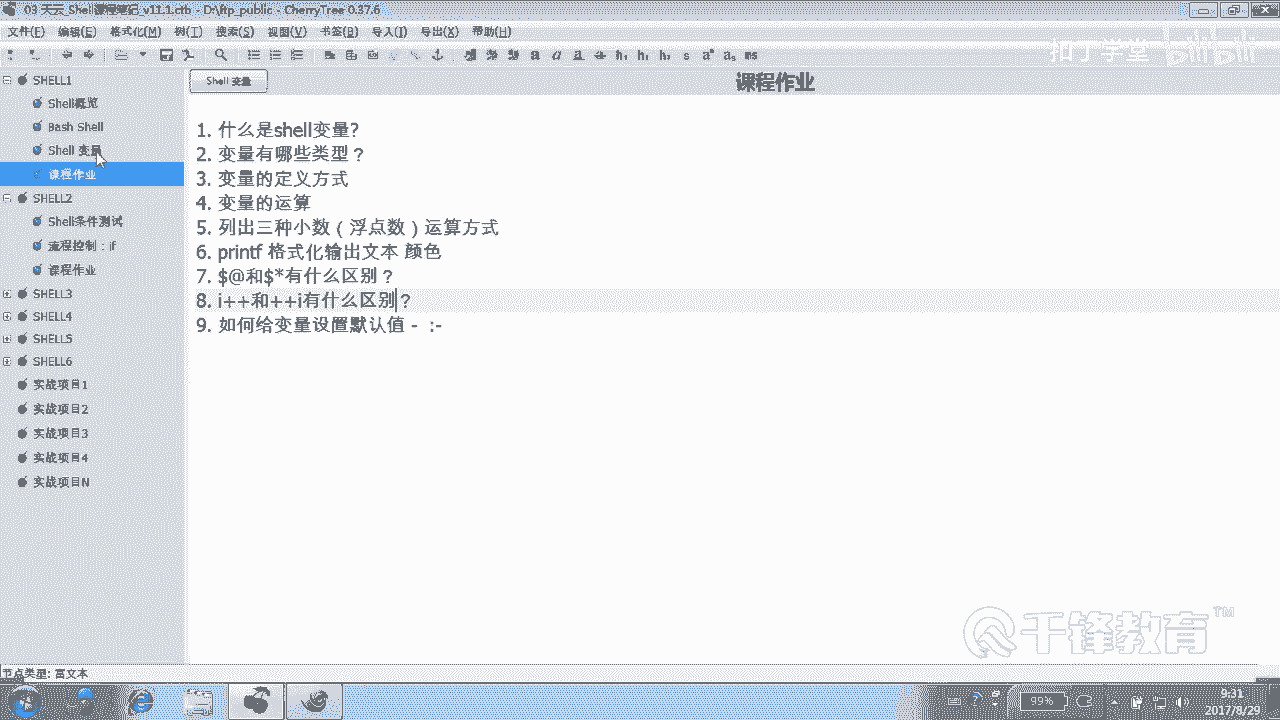 03 天云_Shell课程笔记_v11.1.ctb - D:\ftp_public - CherryTree 0.37.6
文件(F) 编辑(E) 格式化(M) 树(T) 搜索(S) 视图(V) 书签(B) 导入(I) 导出(X) 帮助(H)
扣丁学堂 bilibili
SHELL1
Shell概览
Bash Shell
Shell 变量
课程作业
SHELL2
Shell条件测试
流程控制：if
课程作业
SHELL3
SHELL4
SHELL5
SHELL6
实战项目1
实战项目2
实战项目3
实战项目4
实战项目N
Shell 变量
课程作业
1. 什么是shell变量?
2. 变量有哪些类型？
3. 变量的定义方式
4. 变量的运算
5. 列出三种小数（浮点数）运算方式
6. printf 格式化输出文本 颜色
7. $@和$*有什么区别？
8. i++和++i有什么区别？
9. 如何给变量设置默认值 - :-
千锋教育™
节点类型: 富文本
99%
9:31
2017/8/29